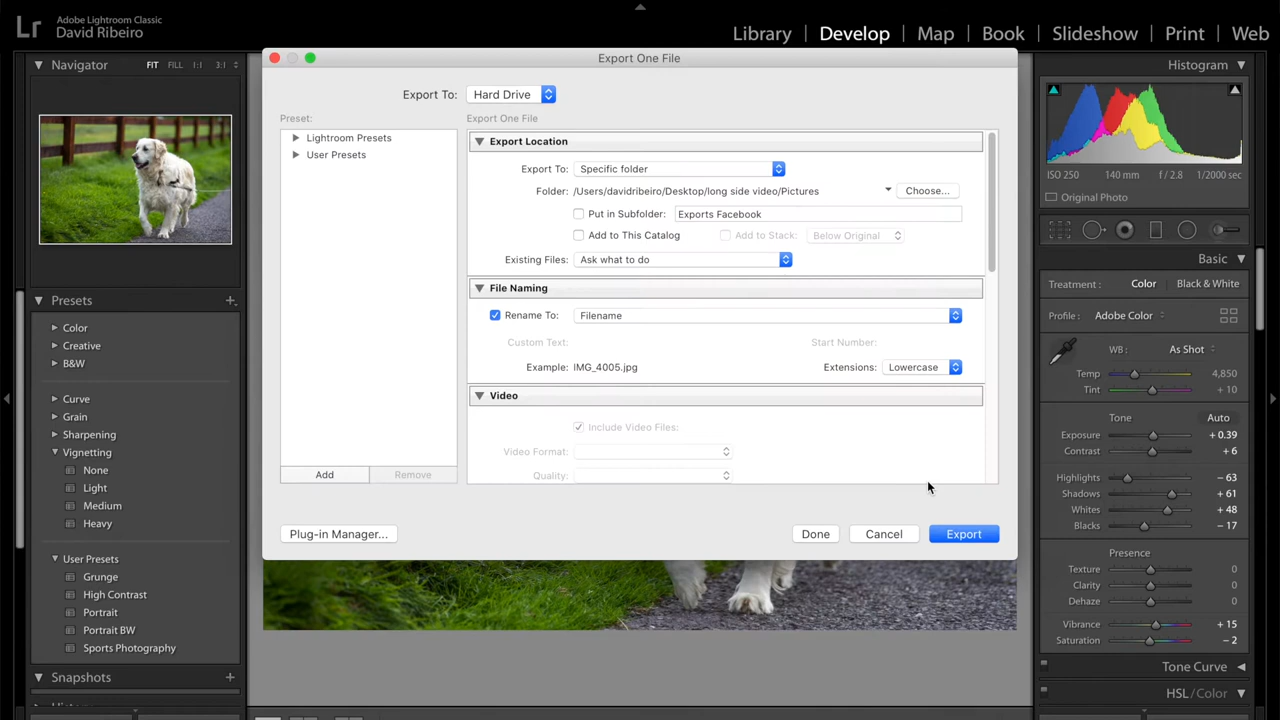 Lr Adobe Lightroom Classic
David Ribeiro
Library | Develop | Map | Book | Slideshow | Print | Web
Navigator FIT FILL 1:1 3:1
Presets +
Color
Creative
B&W
Curve
Grain
Sharpening
Vignetting
None
Light
Medium
Heavy
User Presets
Grunge
High Contrast
Portrait
Portrait BW
Sports Photography
Snapshots +
Export One File
Export To: Hard Drive
Preset:
Lightroom Presets
User Presets
Add Remove
Export One File
Export Location
Export To: Specific folder
Folder: /Users/davidribeiro/Desktop/long side video/Pictures Choose...
Put in Subfolder: Exports Facebook
Add to This Catalog Add to Stack: Below Original
Existing Files: Ask what to do
File Naming
Rename To: Filename
Custom Text: Start Number:
Example: IMG_4005.jpg Extensions: Lowercase
Video
Include Video Files:
Video Format:
Quality:
Plug-in Manager... Done Cancel Export
Histogram
ISO 250 140 mm f / 2.8 1/2000 sec
Original Photo
Basic
Treatment: Color | Black & White
Profile: Adobe Color
WB: As Shot
Temp 4,850
Tint + 10
Tone Auto
Exposure + 0.39
Contrast + 6
Highlights − 63
Shadows + 61
Whites + 48
Blacks − 17
Presence
Texture 0
Clarity 0
Dehaze 0
Vibrance + 15
Saturation − 2
Tone Curve
HSL / Color